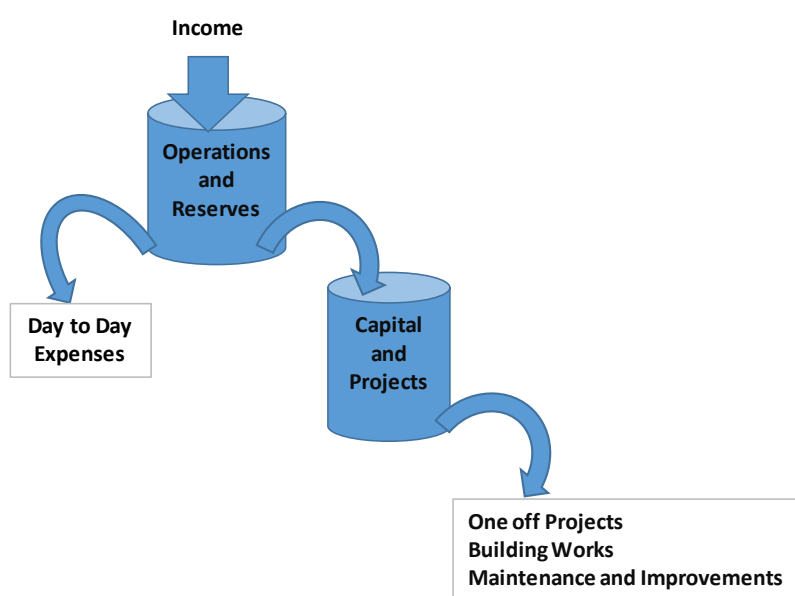 Income
Operations
and
Reserves
Day to Day
Expenses
Capital
and
Projects
One off Projects
Building Works
Maintenance and Improvements